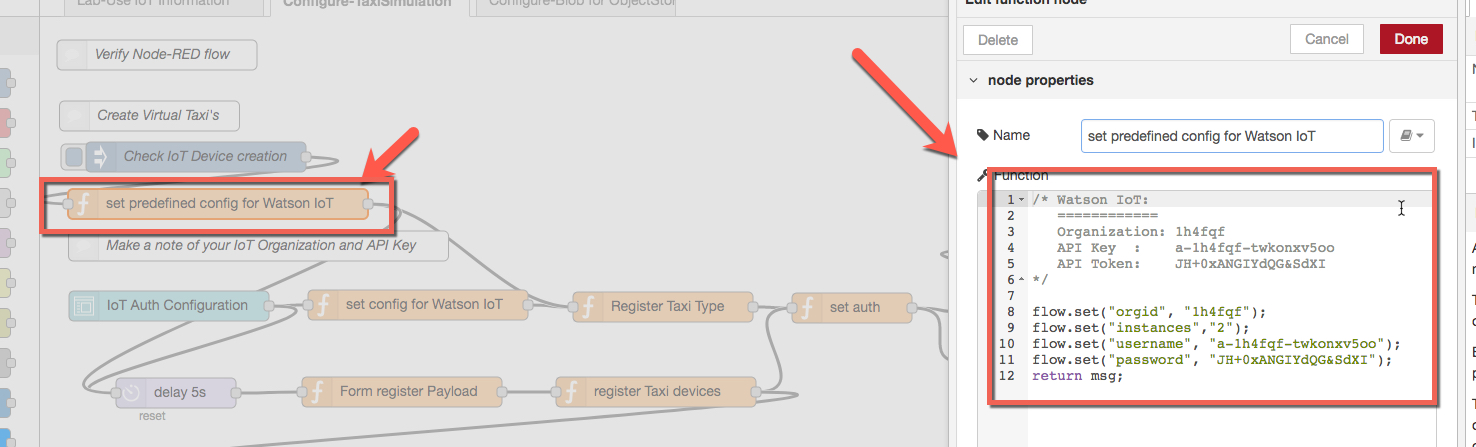 Lab-Use IoT Information
Configure-TaxiSimulation
Configure-Blob for ObjectStor
Verify Node-RED flow
Create Virtual Taxi's
Check IoT Device creation
set predefined config for Watson IoT
Make a note of your IoT Organization and API Key
IoT Auth Configuration
set config for Watson IoT
Register Taxi Type
set auth
delay 5s
reset
Form register Payload
register Taxi devices
Edit function node
Delete
Cancel
Done
node properties
Name
set predefined config for Watson IoT
Function
1 /* Watson IoT:
2 ============
3 Organization: 1h4fqf
4 API Key : a-1h4fqf-twkonxv5oo
5 API Token: JH+0xANGIYdQG&SdXI
6 */
7
8 flow.set("orgid", "1h4fqf");
9 flow.set("instances","2");
10 flow.set("username", "a-1h4fqf-twkonxv5oo");
11 flow.set("password", "JH+0xANGIYdQG&SdXI");
12 return msg;